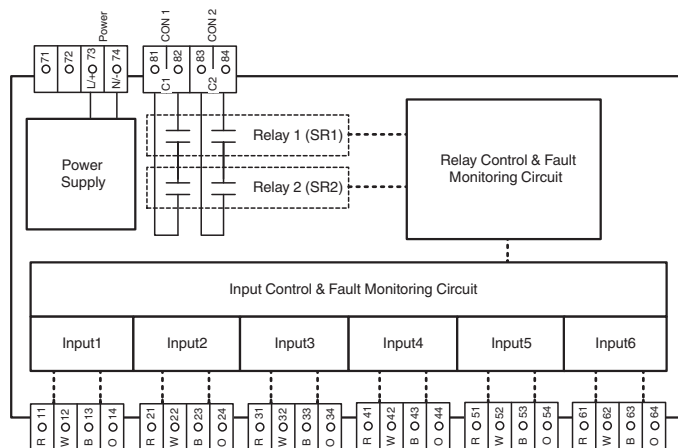 Power
CON 1
CON 2
71
72
L/+ 73
N/- 74
81
C1
82
83
C2
84
Power
Supply
Relay 1 (SR1)
Relay 2 (SR2)
Relay Control & Fault
Monitoring Circuit
Input Control & Fault Monitoring Circuit
Input1
Input2
Input3
Input4
Input5
Input6
R 11
W 12
B 13
O 14
R 21
W 22
B 23
O 24
R 31
W 32
B 33
O 34
R 41
W 42
B 43
O 44
R 51
W 52
B 53
O 54
R 61
W 62
B 63
O 64